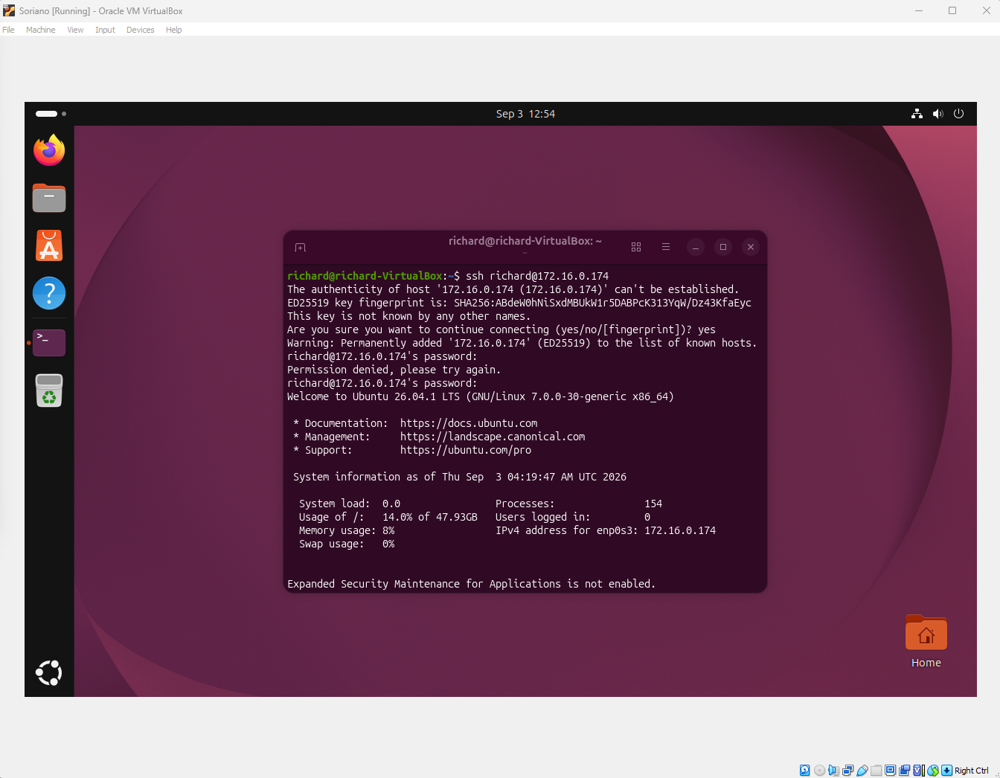 Soriano [Running] - Oracle VM VirtualBox
File Machine View Input Devices Help
Sep 3 12:54
richard@richard-VirtualBox: ~
~
richard@richard-VirtualBox:~$ ssh richard@172.16.0.174
The authenticity of host '172.16.0.174 (172.16.0.174)' can't be established.
ED25519 key fingerprint is: SHA256:ABdeW0hNiSxdMBUkW1r5DABPcK313YqW/Dz43KfaEyc
This key is not known by any other names.
Are you sure you want to continue connecting (yes/no/[fingerprint])? yes
Warning: Permanently added '172.16.0.174' (ED25519) to the list of known hosts.
richard@172.16.0.174's password:
Permission denied, please try again.
richard@172.16.0.174's password:
Welcome to Ubuntu 26.04.1 LTS (GNU/Linux 7.0.0-30-generic x86_64)
* Documentation: https://docs.ubuntu.com
* Management: https://landscape.canonical.com
* Support: https://ubuntu.com/pro
System information as of Thu Sep 3 04:19:47 AM UTC 2026
System load: 0.0 Processes: 154
Usage of /: 14.0% of 47.93GB Users logged in: 0
Memory usage: 8% IPv4 address for enp0s3: 172.16.0.174
Swap usage: 0%
Expanded Security Maintenance for Applications is not enabled.
Home
Right Ctrl